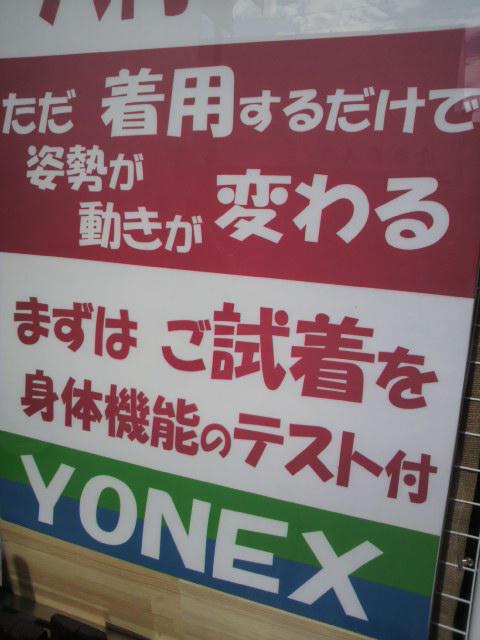 ただ 着用するだけで
姿勢が
動きが 変わる
まずは ご試着を
身体機能のテスト付
YONEX